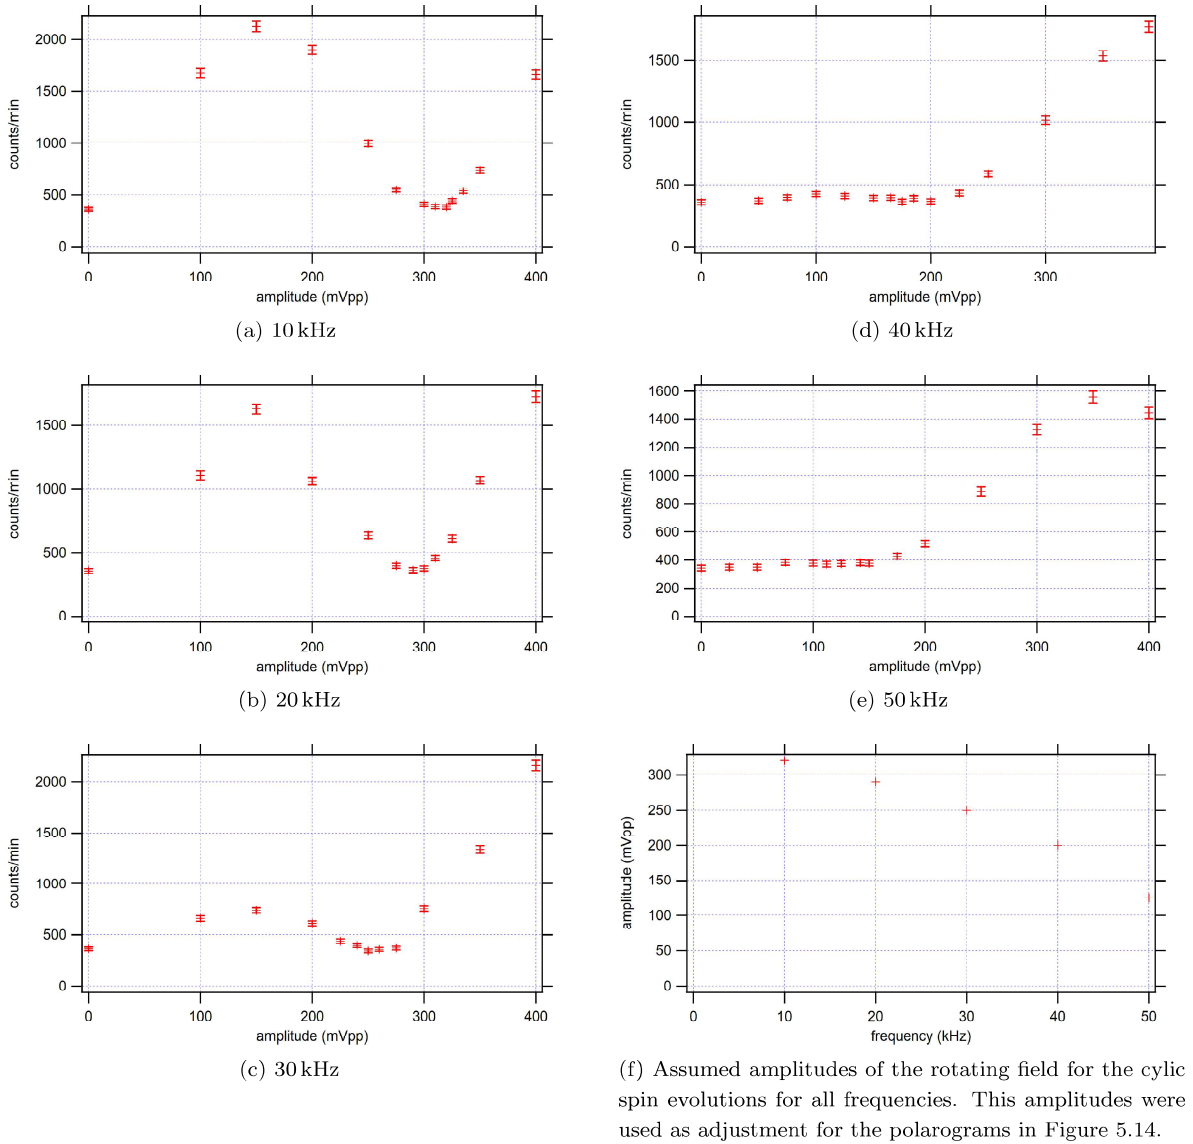 2000
1500
1000
500
0
counts/min
0 100 200 300 400
amplitude (mVpp)
(a) 10 kHz
1500
1000
500
0
counts/min
0 100 200 300
amplitude (mVpp)
(d) 40 kHz
1500
1000
500
0
counts/min
0 100 200 300 400
amplitude (mVpp)
(b) 20 kHz
1600
1400
1200
1000
800
600
400
200
0
counts/min
0 100 200 300 400
amplitude (mVpp)
(e) 50 kHz
2000
1500
1000
500
0
counts/min
0 100 200 300 400
amplitude (mVpp)
(c) 30 kHz
300
250
200
150
100
50
0
amplitude (mVpp)
0 10 20 30 40 50
frequency (kHz)
(f) Assumed amplitudes of the rotating field for the cylic
spin evolutions for all frequencies. This amplitudes were
used as adjustment for the polarograms in Figure 5.14.